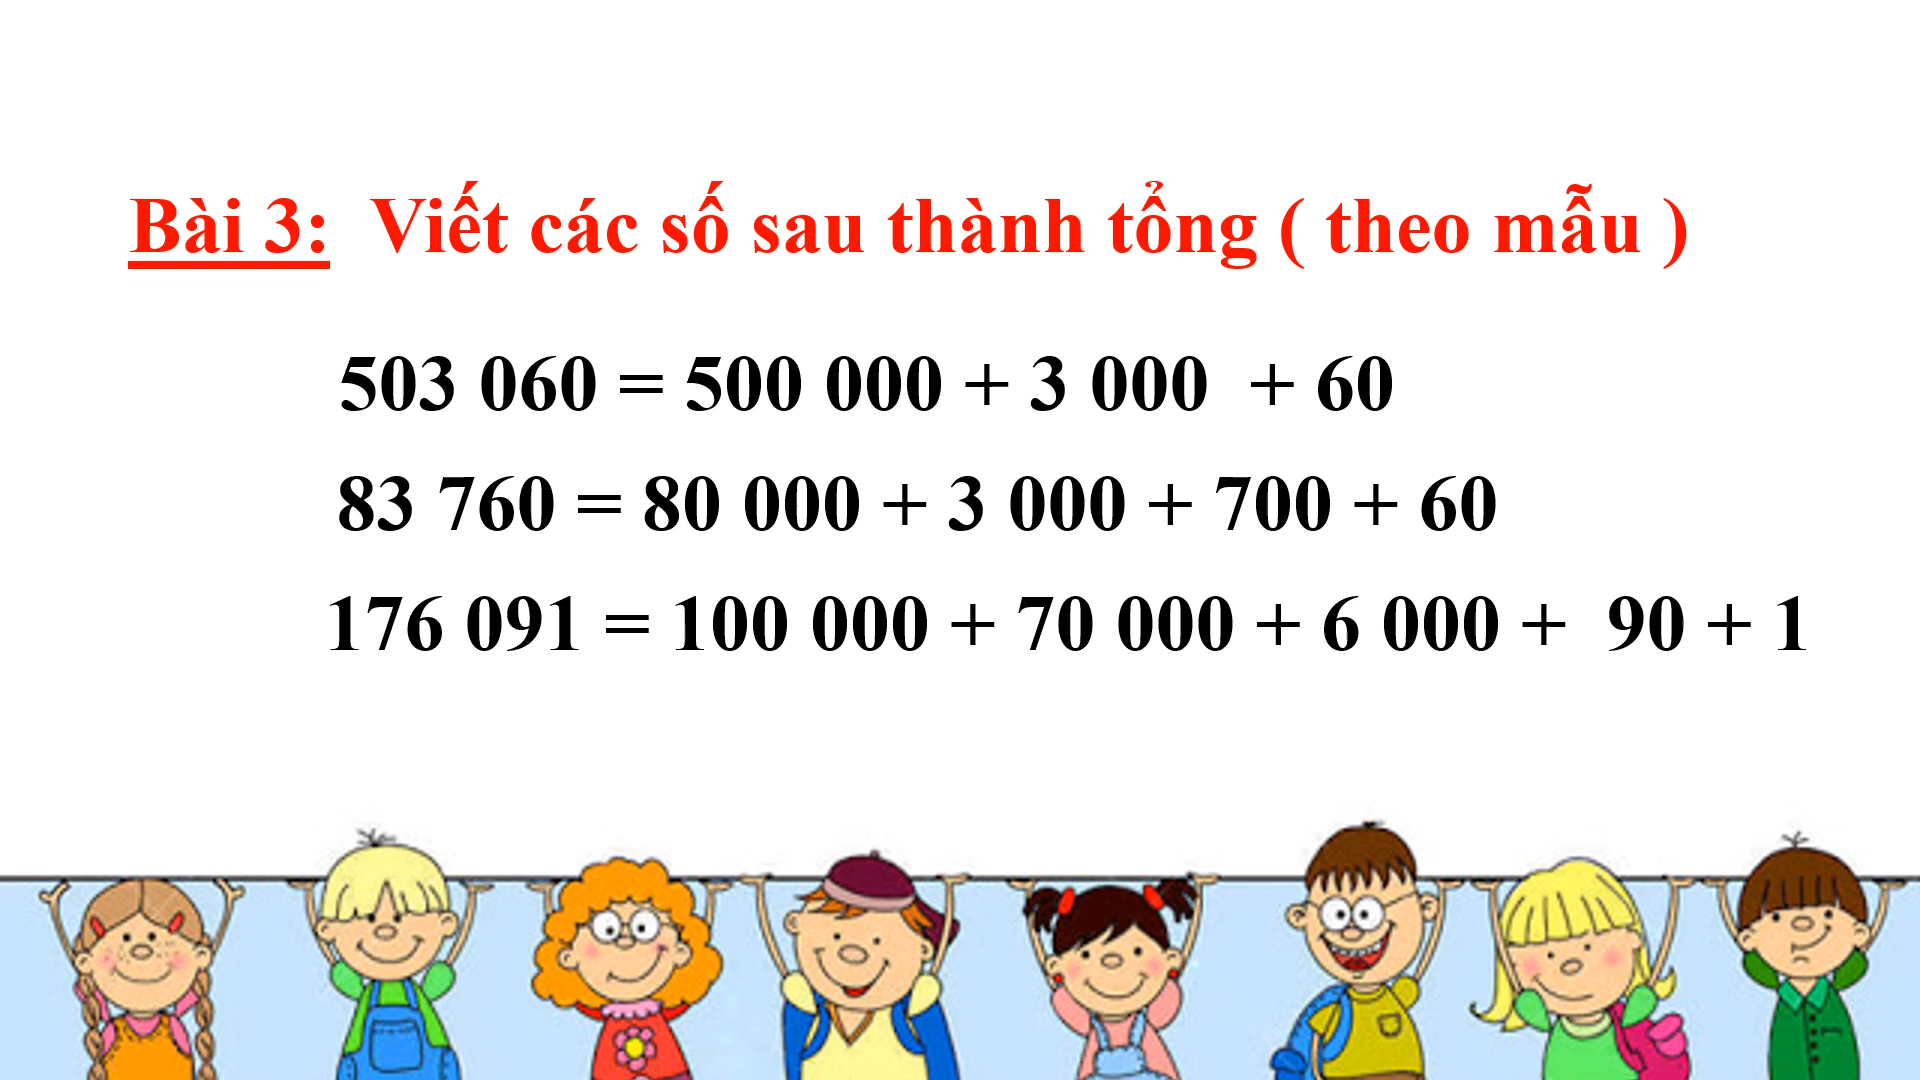 Bài 3: Viết các số sau thành tổng ( theo mẫu )
503 060 = 500 000 + 3 000 + 60
83 760 = 80 000 + 3 000 + 700 + 60
176 091 = 100 000 + 70 000 + 6 000 + 90 + 1